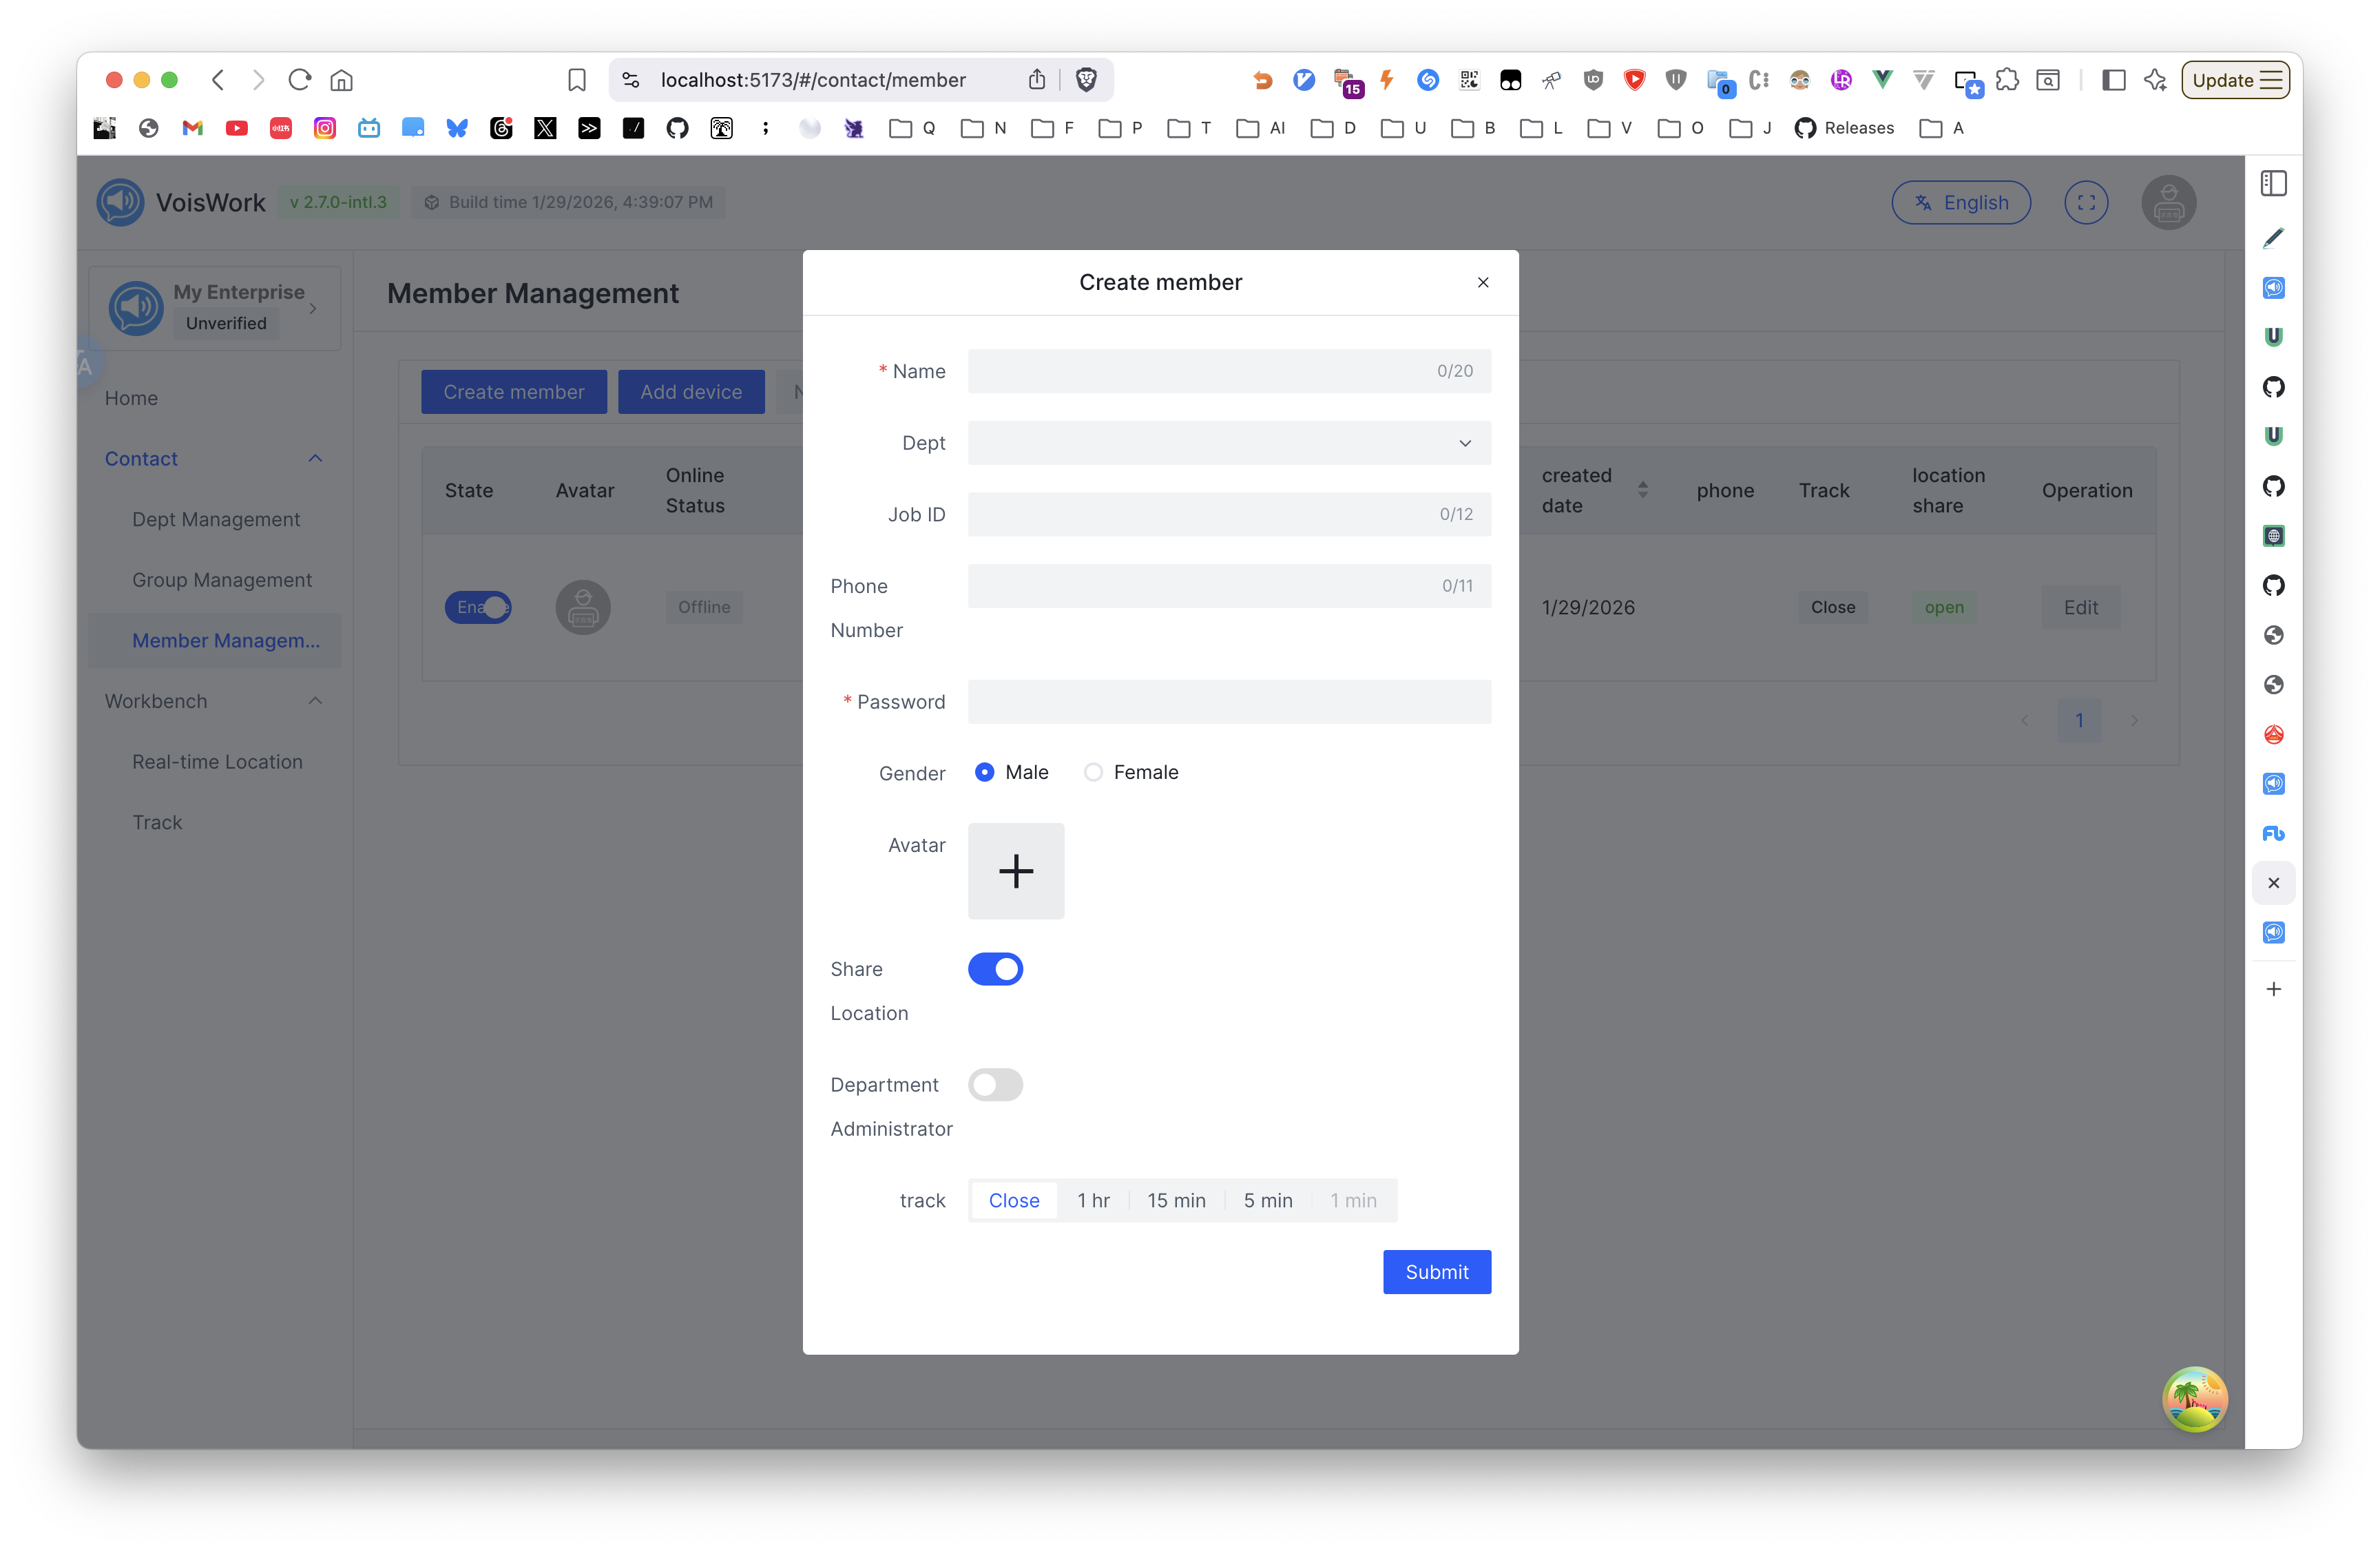 localhost:5173/#/contact/member
15
0
Update
Q
N
F
P
T
AI
D
U
B
L
V
O
J
Releases
A
VoisWork
v 2.7.0-intl.3
Build time 1/29/2026, 4:39:07 PM
English
My Enterprise
Unverified
Home
Contact
Dept Management
Group Management
Member Managem...
Workbench
Real-time Location
Track
Member Management
Create member
Add device
N
State
Avatar
Online
Status
created
date
phone
Track
location
share
Operation
Offline
1/29/2026
Close
open
Edit
1
Create member
* Name
0/20
Dept
Job ID
0/12
Phone
Number
0/11
* Password
Gender
Male
Female
Avatar
Share
Location
Department
Administrator
track
Close
1 hr
15 min
5 min
1 min
Submit